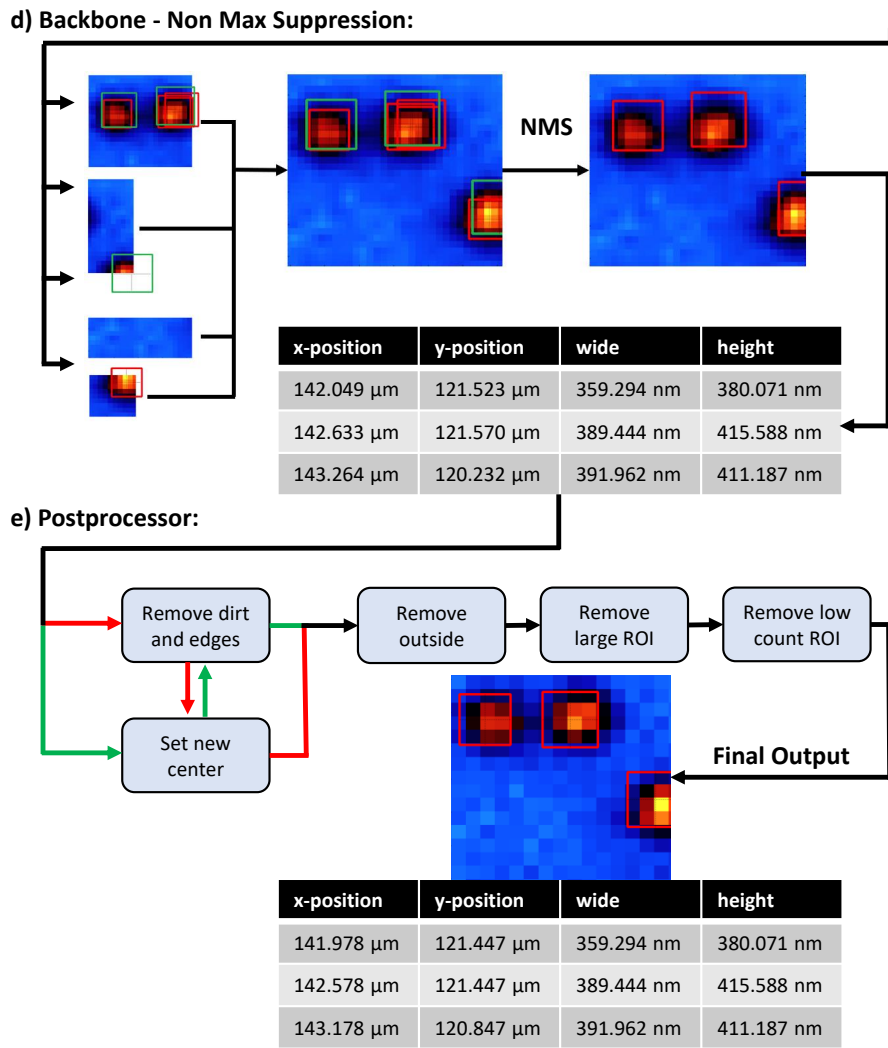 d) Backbone - Non Max Suppression:
NMS
x-position y-position wide height
142.049 µm 121.523 µm 359.294 nm 380.071 nm
142.633 µm 121.570 µm 389.444 nm 415.588 nm
143.264 µm 120.232 µm 391.962 nm 411.187 nm
e) Postprocessor:
Remove dirt
and edges
Remove
outside
Remove
large ROI
Remove low
count ROI
Set new
center
Final Output
x-position y-position wide height
141.978 µm 121.447 µm 359.294 nm 380.071 nm
142.578 µm 121.447 µm 389.444 nm 415.588 nm
143.178 µm 120.847 µm 391.962 nm 411.187 nm